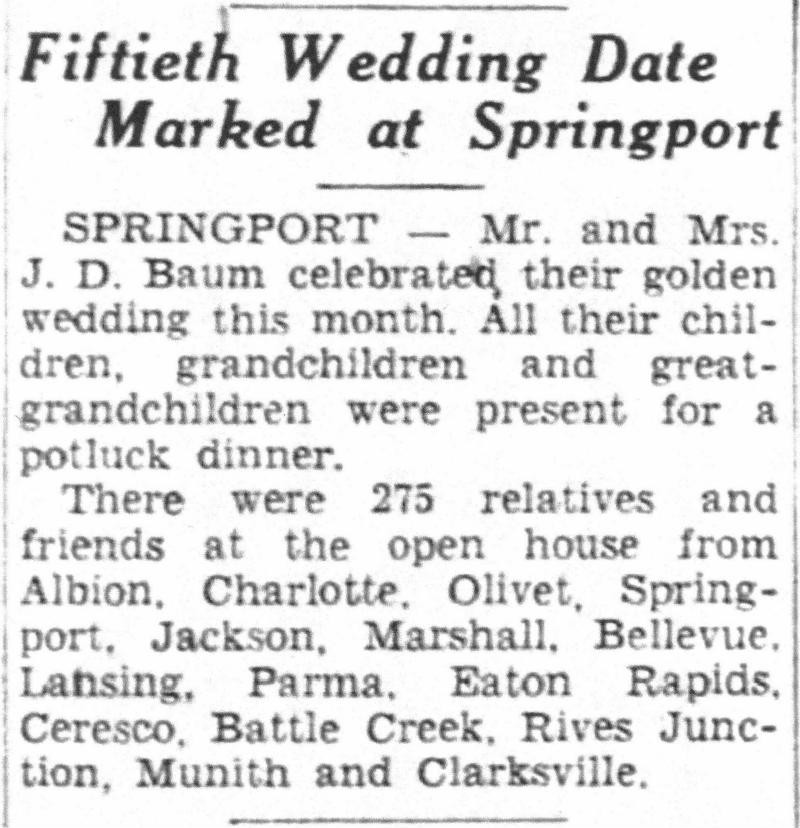 Fiftieth Wedding Date
Marked at Springport
SPRINGPORT — Mr. and Mrs.
J. D. Baum celebrated their golden
wedding this month. All their chil-
dren, grandchildren and great-
grandchildren were present for a
potluck dinner.
There were 275 relatives and
friends at the open house from
Albion, Charlotte, Olivet, Spring-
port, Jackson, Marshall, Bellevue,
Lansing, Parma, Eaton Rapids,
Ceresco, Battle Creek, Rives Junc-
tion, Munith and Clarksville.